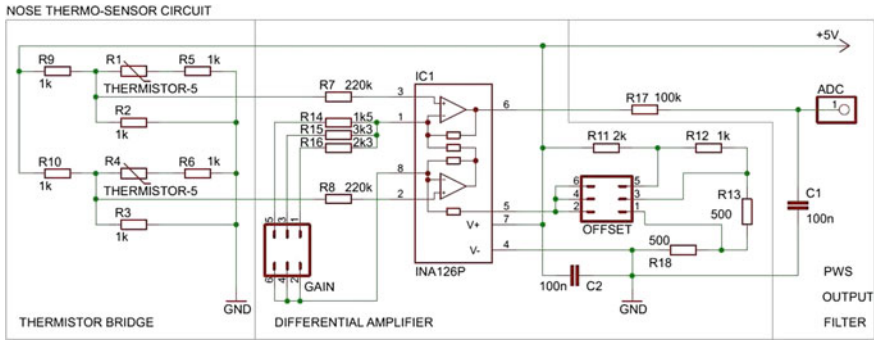 NOSE THERMO-SENSOR CIRCUIT
+5V
R9
1k
R1
R5 1k
THERMISTOR-5
R2
1k
R10
1k
R4
R6 1k
THERMISTOR-5
R3
1k
GND
THERMISTOR BRIDGE
R7 220k
R14 1k5
R15 3k3
R16 2k3
R8 220k
5 3 1
6 4 2
GAIN
IC1
3
1
8
2
6
5
7
4
V+
V-
INA126P
DIFFERENTIAL AMPLIFIER
R17 100k
ADC
1
R11 2k
R12 1k
6 5
4 3
2 1
OFFSET
R13
500
500
R18
C1
100n
100n C2
GND
PWS
OUTPUT
FILTER